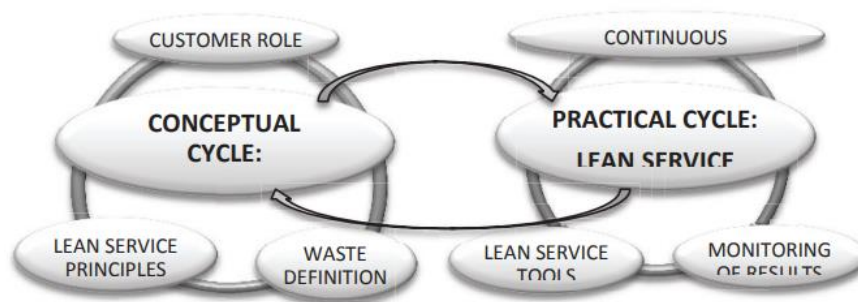 CUSTOMER ROLE
CONTINUOUS
CONCEPTUAL
CYCLE:
PRACTICAL CYCLE:
LEAN SERVICE
LEAN SERVICE
PRINCIPLES
WASTE
DEFINITION
LEAN SERVICE
TOOLS
MONITORING
OF RESULTS